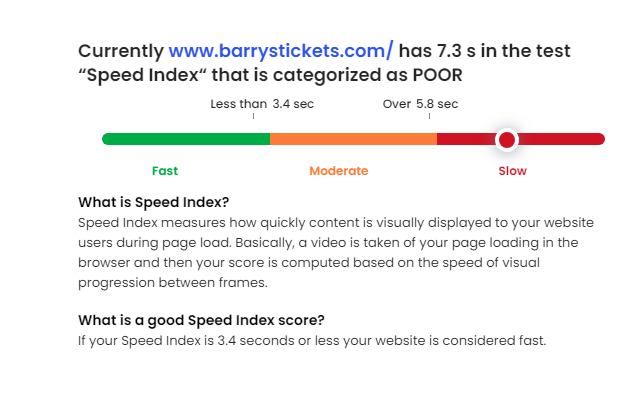 Currently www.barrystickets.com/ has 7.3 s in the test
“Speed Index“ that is categorized as POOR
Less than 3.4 sec Over 5.8 sec
Fast Moderate Slow
What is Speed Index?
Speed Index measures how quickly content is visually displayed to your website
users during page load. Basically, a video is taken of your page loading in the
browser and then your score is computed based on the speed of visual
progression between frames.
What is a good Speed Index score?
If your Speed Index is 3.4 seconds or less your website is considered fast.